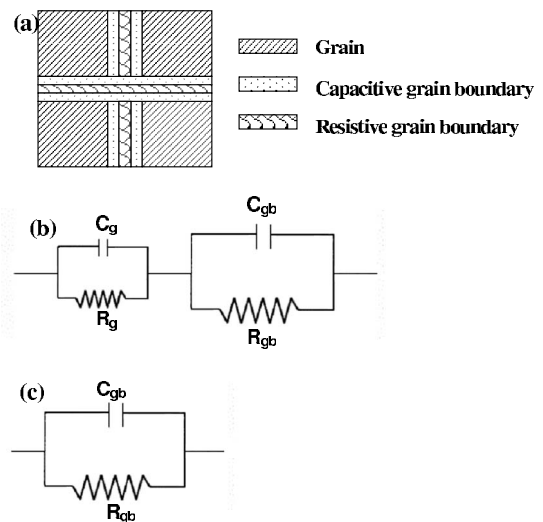 (a)
Grain
Capacitive grain boundary
Resistive grain boundary
(b)
Cg
Rg
Cgb
Rgb
(c)
Cgb
Rgb